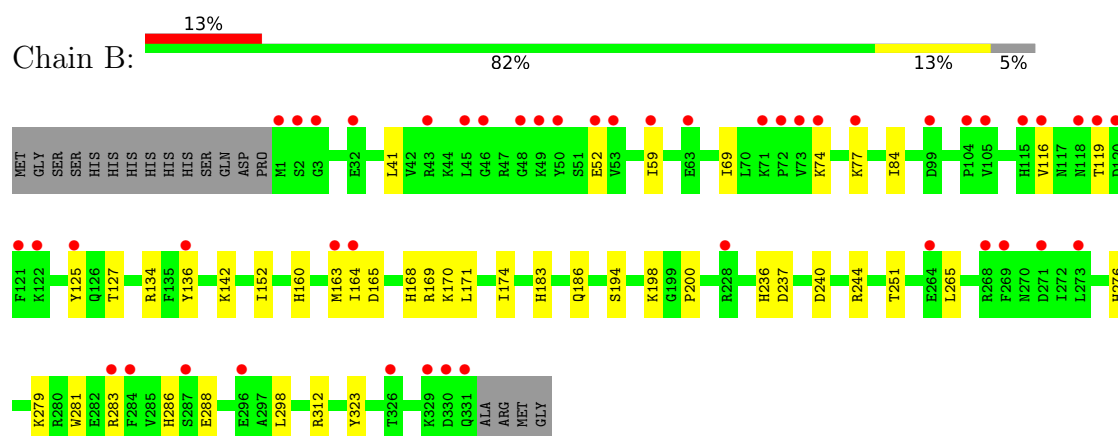 13%
Chain B:
82% 13% 5%
MET GLY SER SER HIS HIS HIS HIS HIS HIS SER GLN ASP PRO M1 S2 G3 E32 L41 V42 R43 K44 L45 G46 R47 G48 K49 Y50 S51 E52 V53 I59 E63 I69 L70 K71 P72 V73 K74 K77 I84 D99 P104 V105 H115 V116 N117 N118 T119 D120
F121 K122 Y125 Q126 T127 R134 F135 Y136 K142 I152 H160 M163 I164 D165 H168 R169 K170 L171 I174 H183 Q186 S194 K198 G199 P200 R228 H236 D237 D240 R244 T251 E264 L265 R268 F269 N270 D271 I272 L273 H276
K279 R280 W281 E282 R283 F284 V285 H286 S287 E288 E296 A297 L298 R312 Y323 T326 K329 D330 Q331 ALA ARG MET GLY